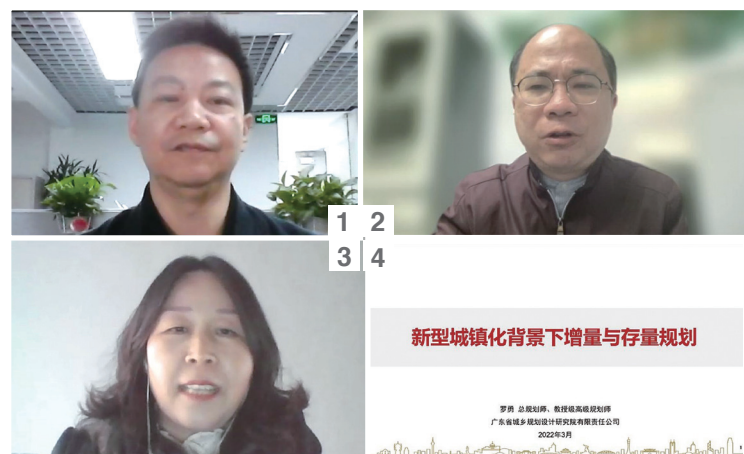 1 2
3 4
新型城镇化背景下增量与存量规划
罗勇 总规划师、教授级高级规划师
广东省城乡规划设计研究院有限责任公司
2022年3月